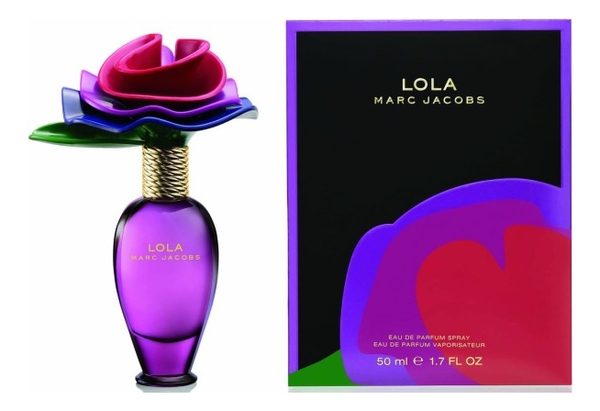 LOLA
MARC JACOBS
LOLA
MARC JACOBS
EAU DE PARFUM SPRAY
EAU DE PARFUM VAPORISATEUR
50 ml ℮ 1.7 FL OZ